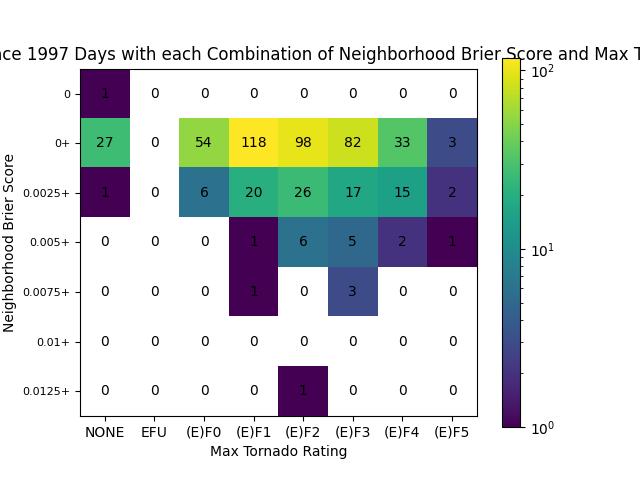 nce 1997 Days with each Combination of Neighborhood Brier Score and Max T
0 1 0 0 0 0 0 0 0
0+ 27 0 54 118 98 82 33 3
0.0025+ 1 0 6 20 26 17 15 2
0.005+ 0 0 0 1 6 5 2 1
0.0075+ 0 0 0 1 0 3 0 0
0.01+ 0 0 0 0 0 0 0 0
0.0125+ 0 0 0 0 1 0 0 0
NONE EFU (E)F0 (E)F1 (E)F2 (E)F3 (E)F4 (E)F5
Max Tornado Rating
Neighborhood Brier Score
10²
10¹
10⁰